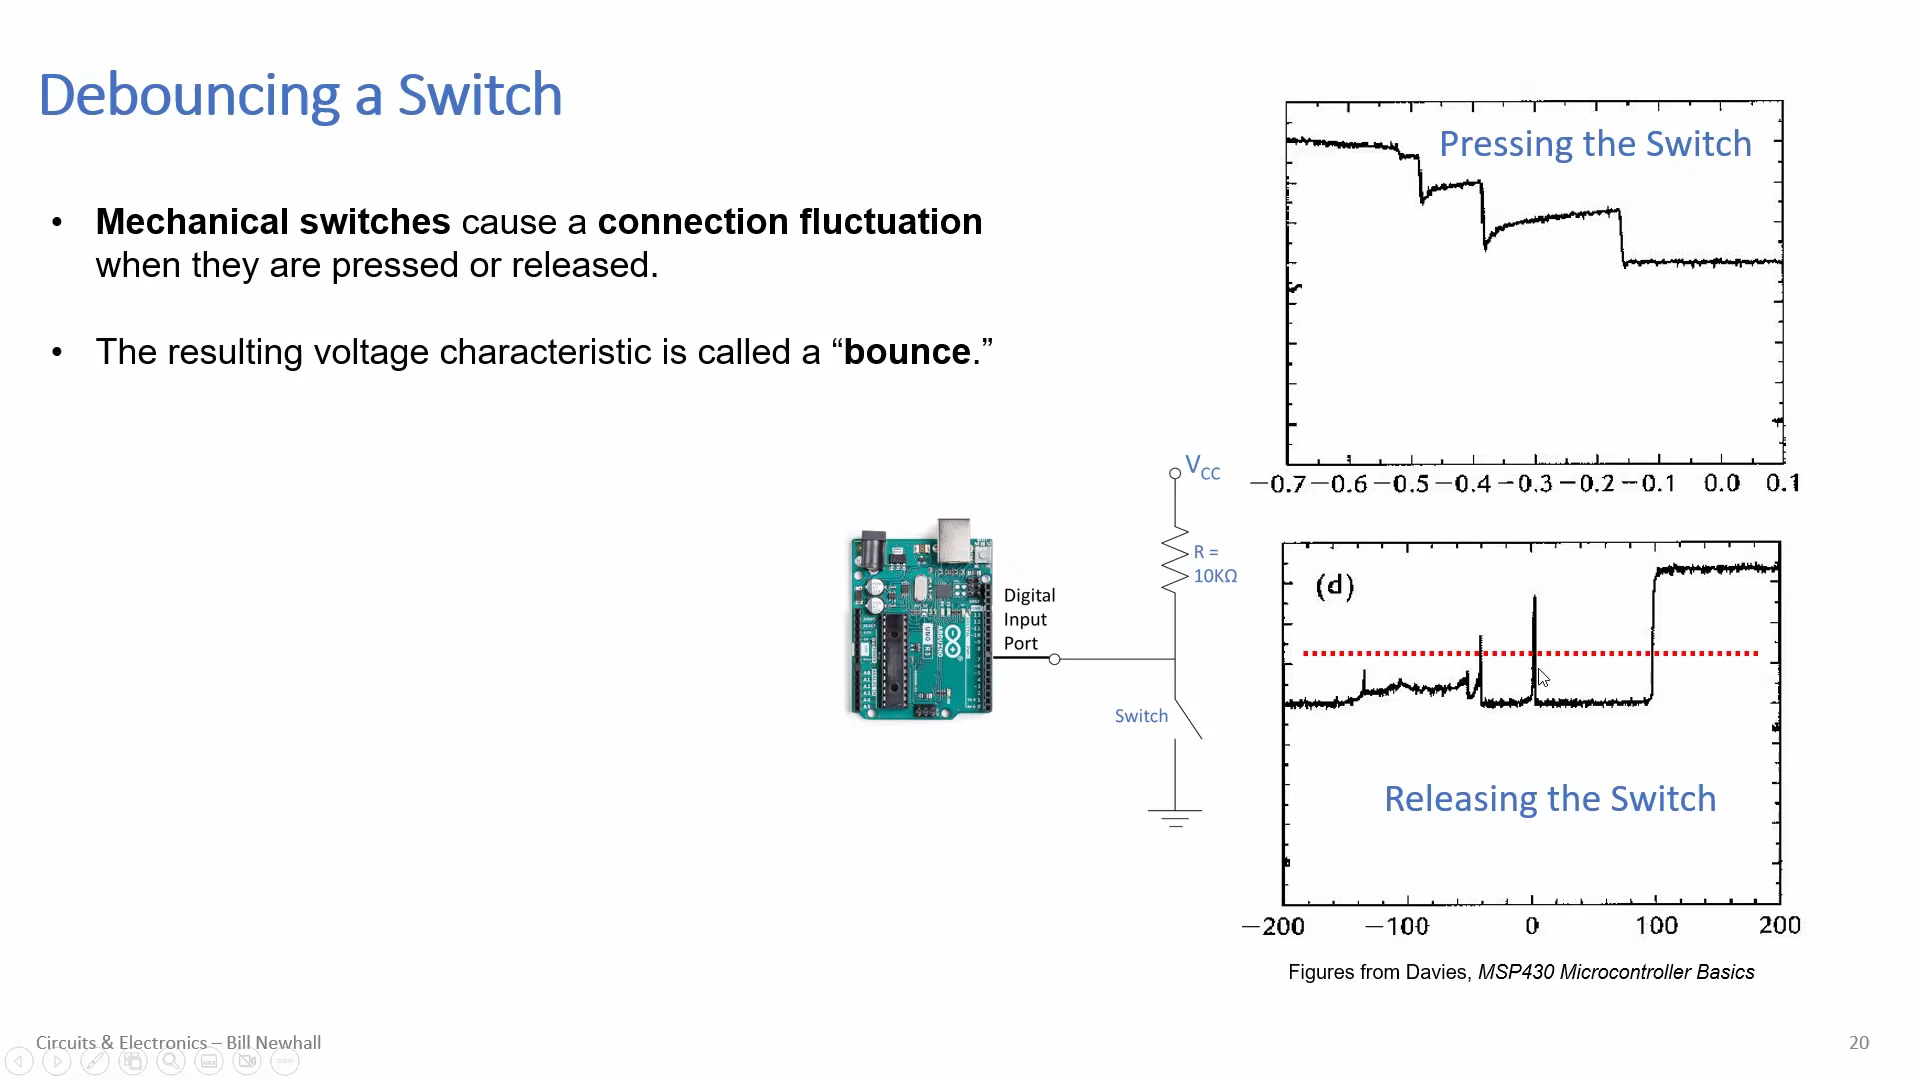 Debouncing a Switch
• Mechanical switches cause a connection fluctuation
when they are pressed or released.
• The resulting voltage characteristic is called a “bounce.”
Pressing the Switch
−0.7 −0.6 −0.5 −0.4 −0.3 −0.2 −0.1 0.0 0.1
VCC
R =
10KΩ
Digital
Input
Port
Switch
(d)
Releasing the Switch
−200 −100 0 100 200
Figures from Davies, MSP430 Microcontroller Basics
Circuits & Electronics – Bill Newhall
20